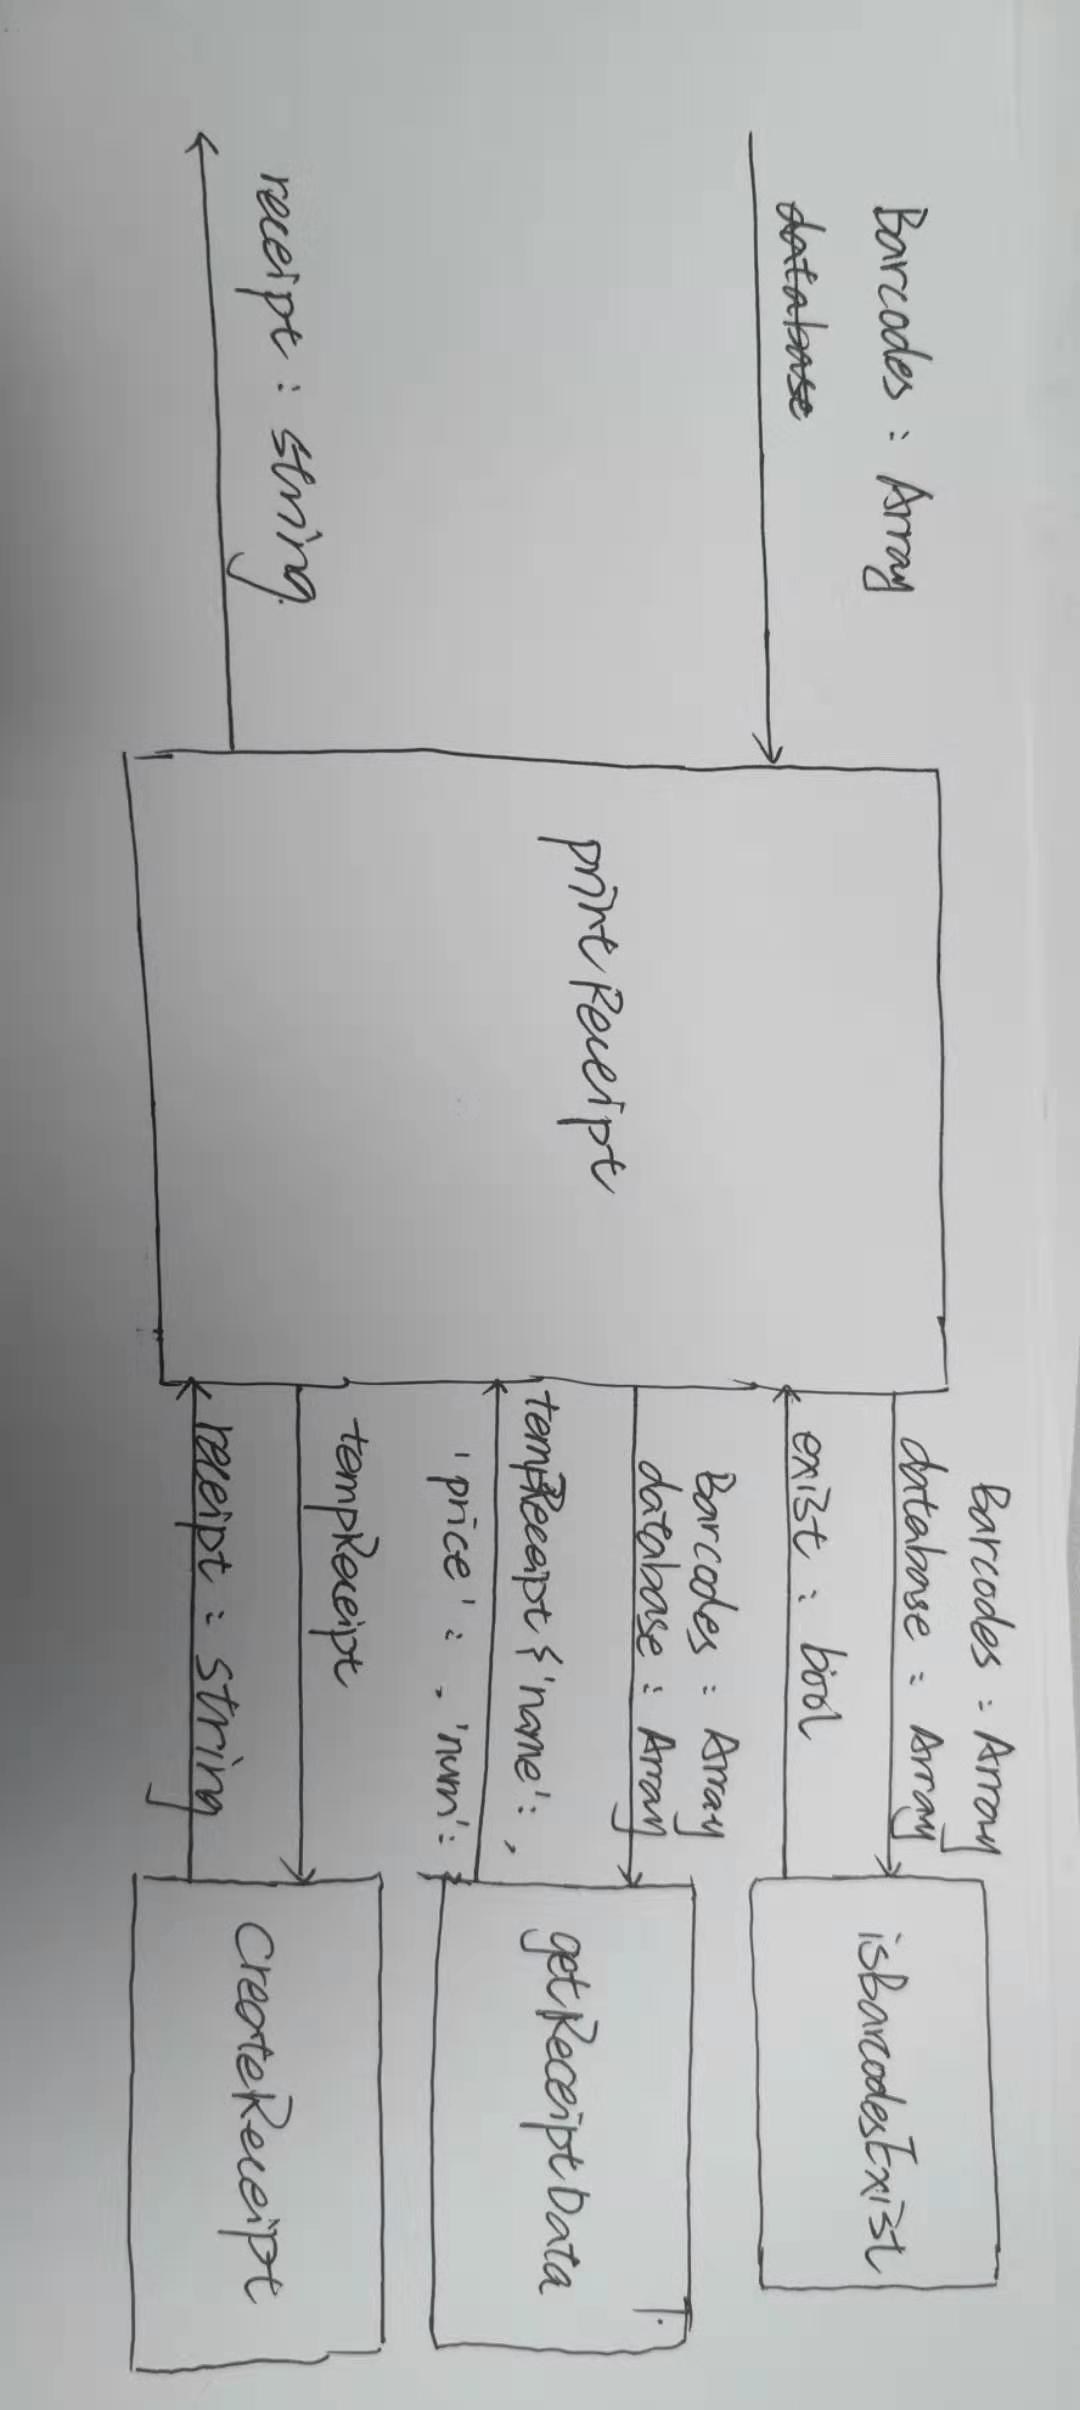 Barcodes : Array
database
receipt : string.
printReceipt
Barcodes : Array
database : Array
exist : bool
isBarcodesExist
Barcodes : Array
database : Array
tempReceipt {'name': ,
'price' : , 'num': }
getReceiptData
tempReceipt
receipt : string
CreateReceipt